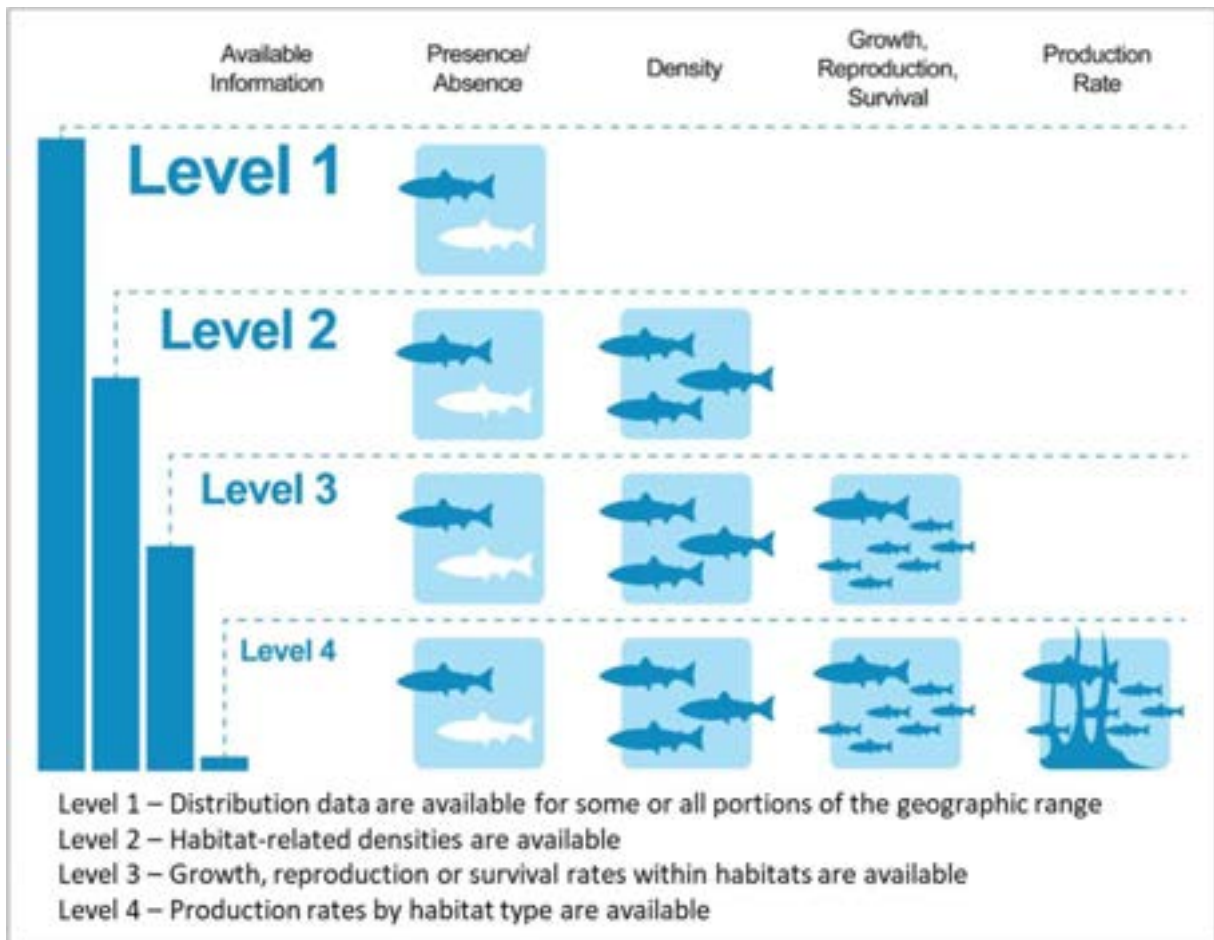 Available
Information
Presence/
Absence
Density
Growth,
Reproduction,
Survival
Production
Rate
Level 1
Level 2
Level 3
Level 4
Level 1 – Distribution data are available for some or all portions of the geographic range
Level 2 – Habitat-related densities are available
Level 3 – Growth, reproduction or survival rates within habitats are available
Level 4 – Production rates by habitat type are available